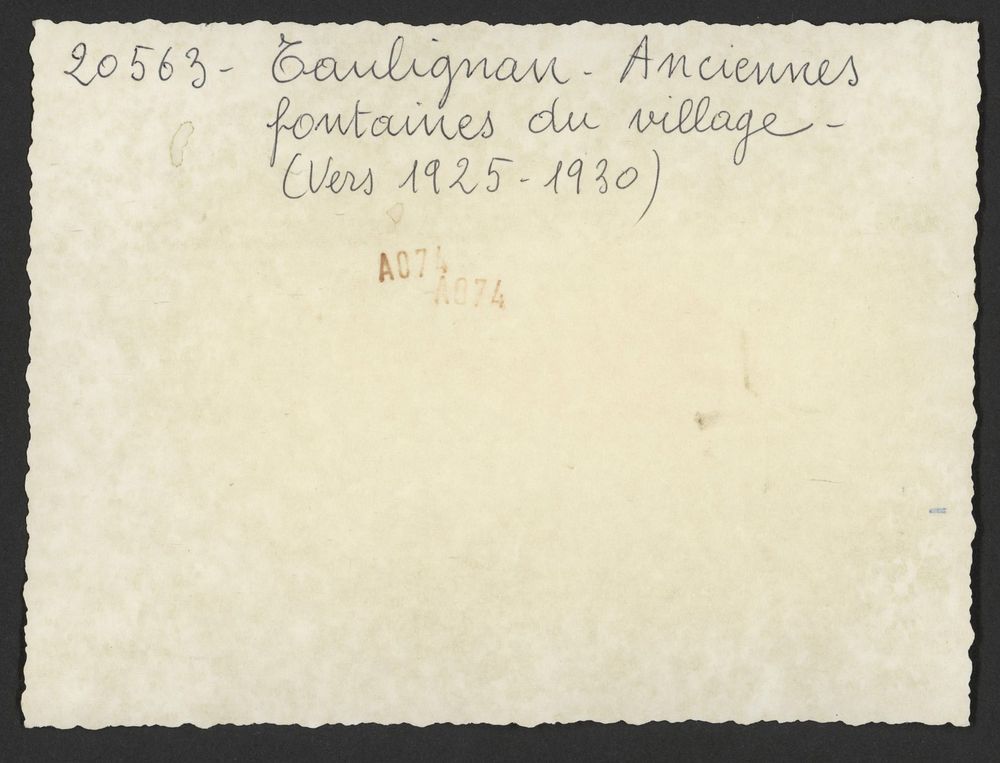 20563- Taulignan - Anciennes
fontaines du village -
(Vers 1925-1930)
A074
A074